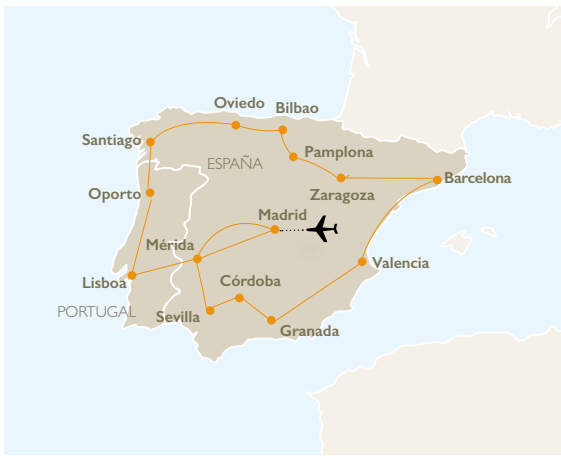 Oviedo
Bilbao
Santiago
Pamplona
ESPAÑA
Barcelona
Zaragoza
Oporto
Madrid
Mérida
Valencia
Lisboa
Córdoba
PORTUGAL
Sevilla
Granada